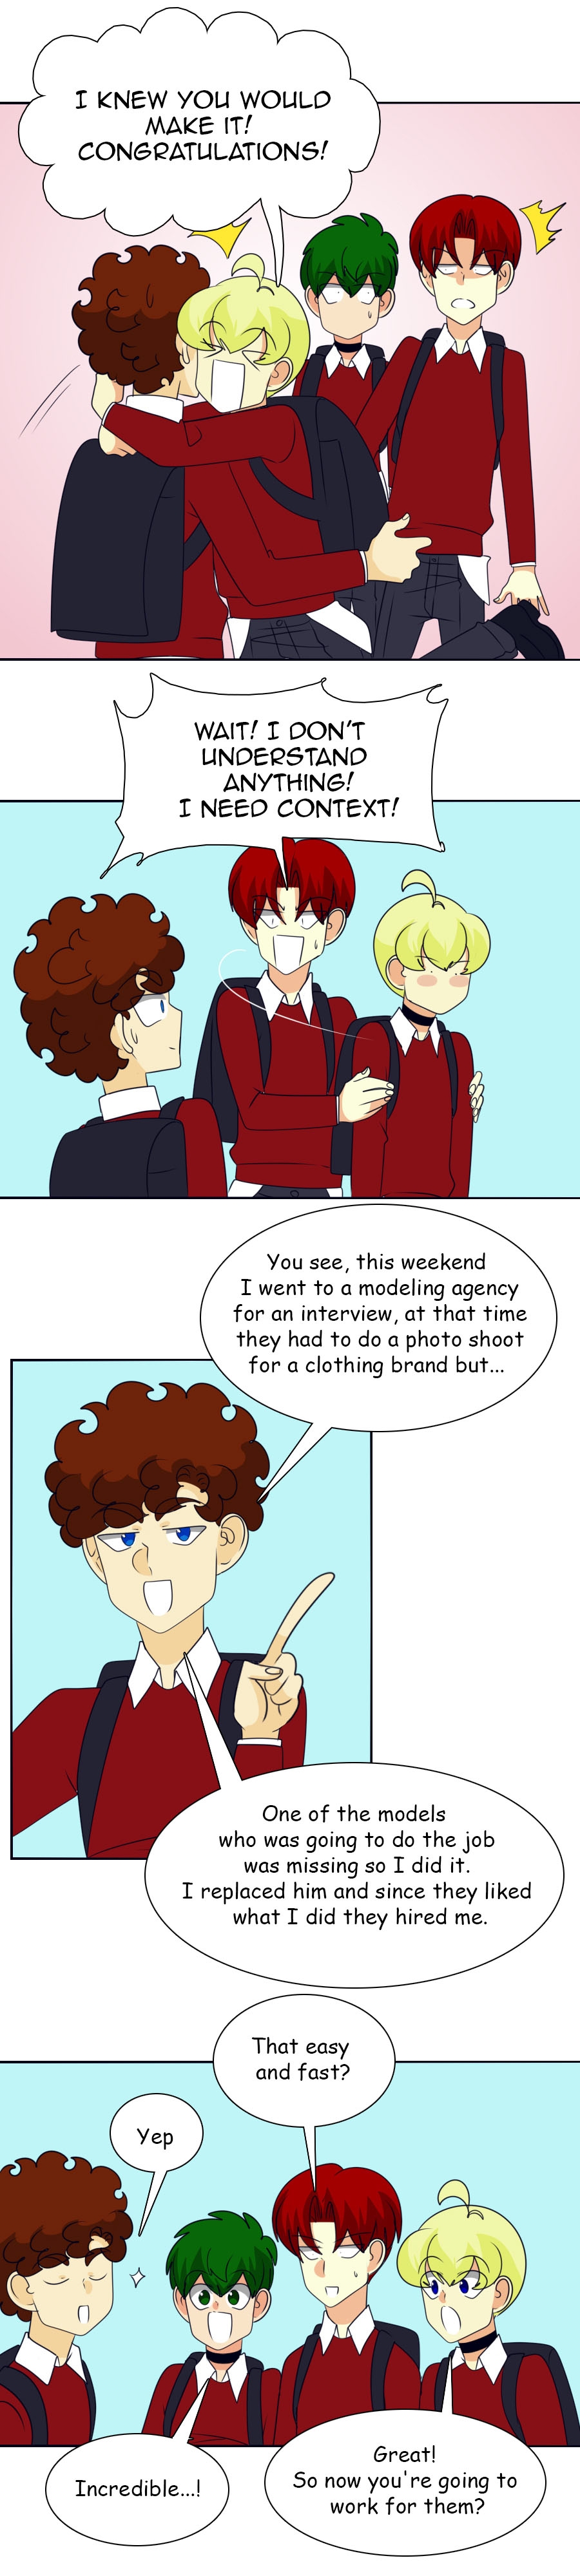 I KNEW YOU WOULD
MAKE IT!
CONGRATULATIONS!
WAIT! I DON'T
UNDERSTAND
ANYTHING!
I NEED CONTEXT!
You see, this weekend
I went to a modeling agency
for an interview, at that time
they had to do a photo shoot
for a clothing brand but...
One of the models
who was going to do the job
was missing so I did it.
I replaced him and since they liked
what I did they hired me.
That easy
and fast?
Yep
Incredible...!
Great!
So now you're going to
work for them?